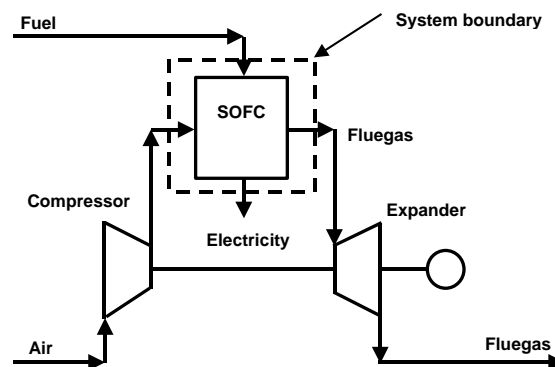 Fuel
System boundary
SOFC
Fluegas
Compressor
Expander
Electricity
Air
Fluegas